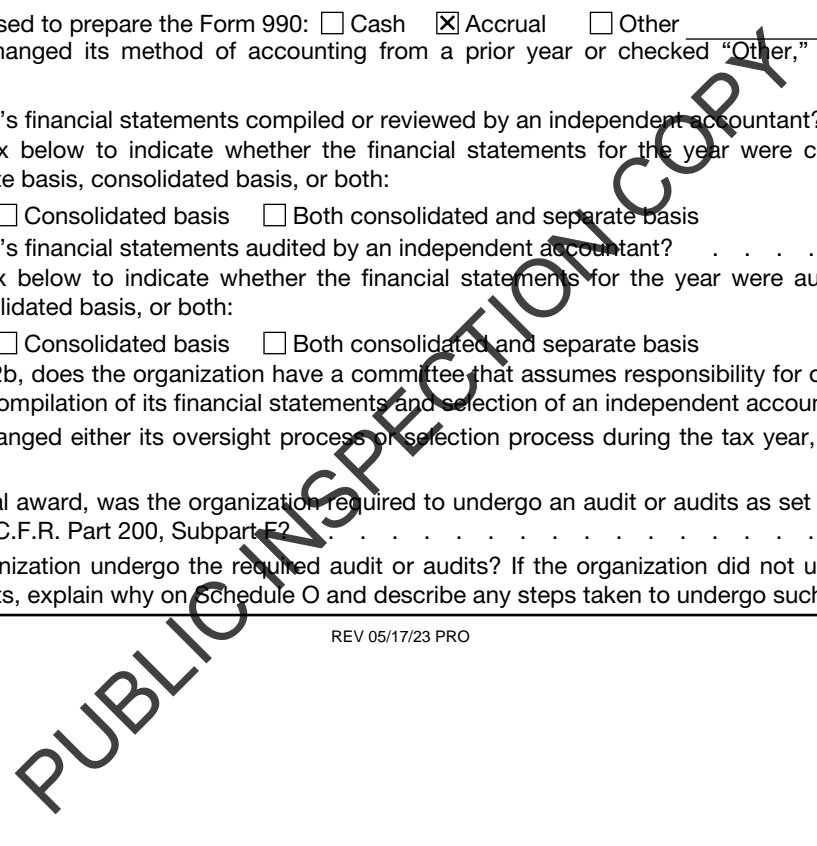 sed to prepare the Form 990: ☐ Cash ☒ Accrual ☐ Other
hanged its method of accounting from a prior year or checked “Other,”
’s financial statements compiled or reviewed by an independent accountant?
x below to indicate whether the financial statements for the year were c
te basis, consolidated basis, or both:
☐ Consolidated basis ☐ Both consolidated and separate basis
’s financial statements audited by an independent accountant? . . . .
x below to indicate whether the financial statements for the year were au
lidated basis, or both:
☐ Consolidated basis ☐ Both consolidated and separate basis
2b, does the organization have a committee that assumes responsibility for o
ompilation of its financial statements and selection of an independent accoun
anged either its oversight process or selection process during the tax year,
al award, was the organization required to undergo an audit or audits as set
C.F.R. Part 200, Subpart F? . . . . . . . . . . . . . . . .
nization undergo the required audit or audits? If the organization did not u
ts, explain why on Schedule O and describe any steps taken to undergo such
REV 05/17/23 PRO
PUBLIC INSPECTION COPY